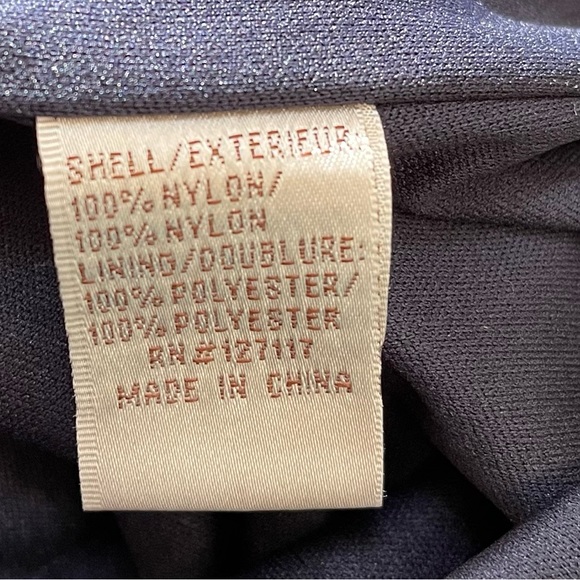 SHELL/EXTERIEUR:
100% NYLON/
100% NYLON
LINING/DOUBLURE:
100% POLYESTER/
100% POLYESTER
RN#127117
MADE IN CHINA